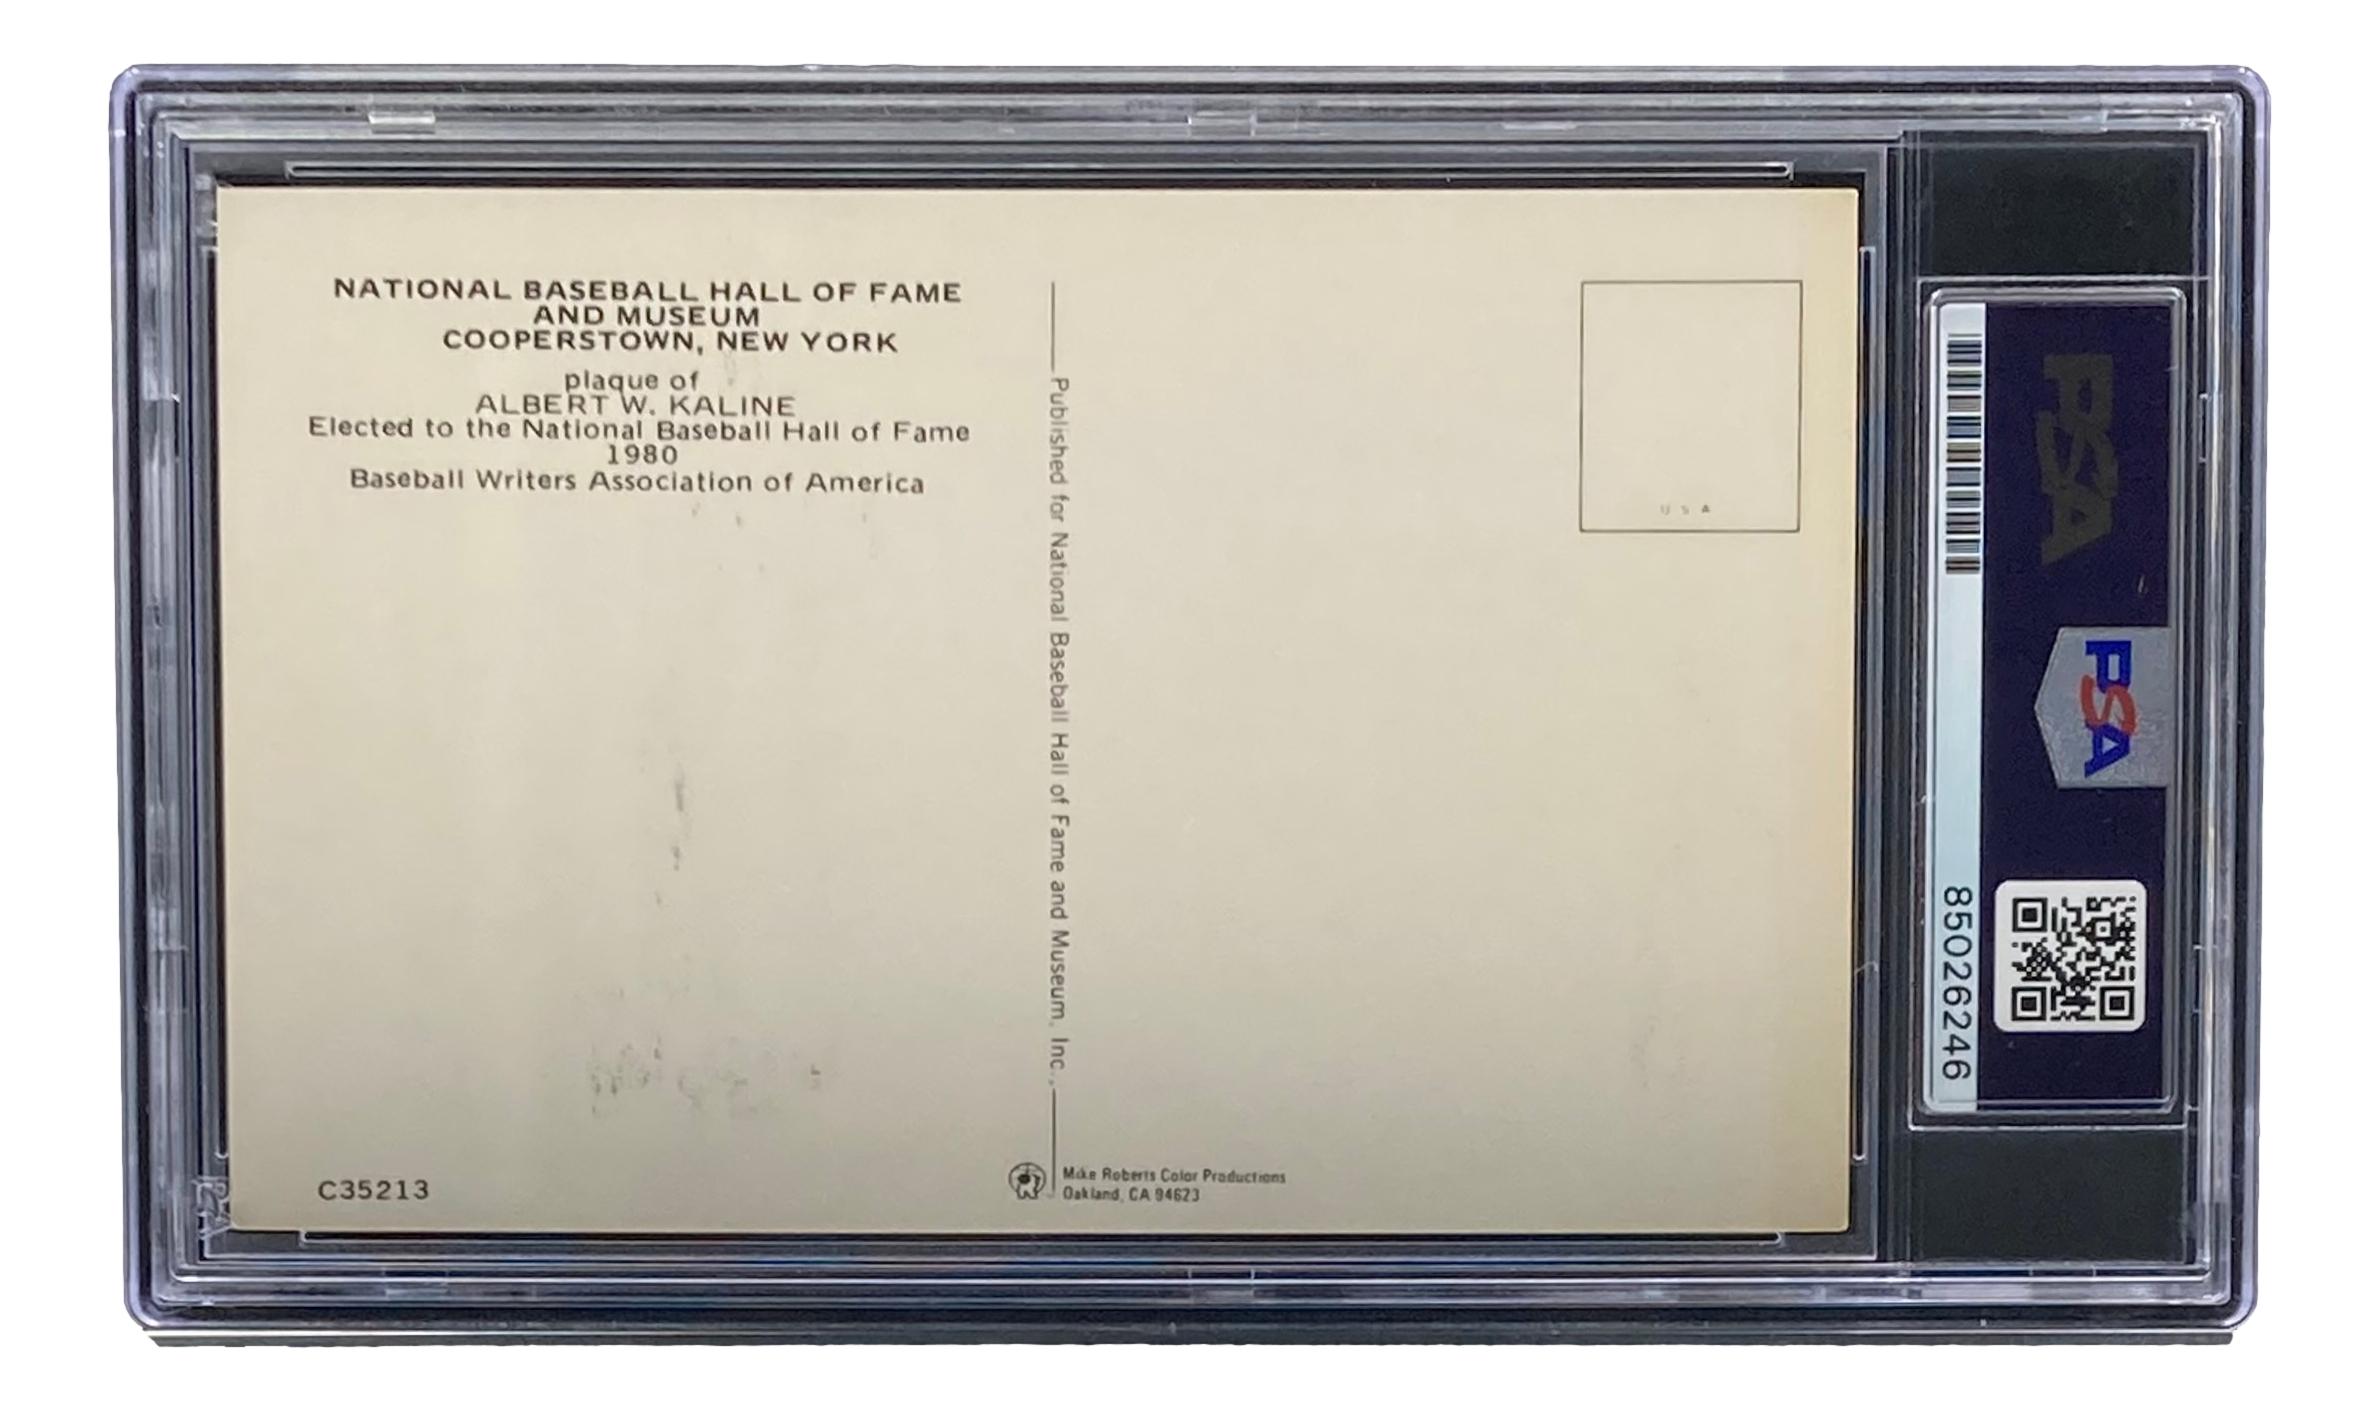 NATIONAL BASEBALL HALL OF FAME
AND MUSEUM
COOPERSTOWN, NEW YORK
plaque of
ALBERT W. KALINE
Elected to the National Baseball Hall of Fame
1980
Baseball Writers Association of America
C35213
Published for National Baseball Hall of Fame and Museum, Inc.,
Mike Roberts Color Productions
Oakland, CA 94623
U S A
PSA
PSA
85026246